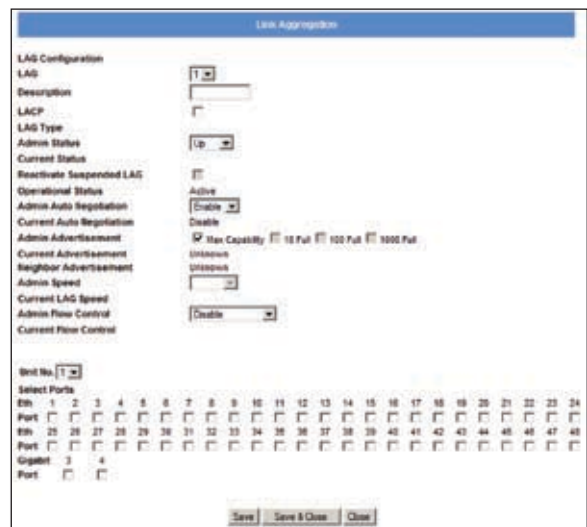 Link Aggregation
LAG Configuration
LAG 1
Description
LACP
LAG Type
Admin Status Up
Current Status
Reactivate Suspended LAG
Operational Status Active
Admin Auto Negotiation Enable
Current Auto Negotiation Disable
Admin Advertisement Max Capability 10 Full 100 Full 1000 Full
Current Advertisement Unknown
Neighbor Advertisement Unknown
Admin Speed
Current LAG Speed
Admin Flow Control Disable
Current Flow Control
Unit No. 1
Select Ports
Eth 1 2 3 4 5 6 7 8 9 10 11 12 13 14 15 16 17 18 19 20 21 22 23 24
Port
Eth 25 26 27 28 29 30 31 32 33 34 35 36 37 38 39 40 41 42 43 44 45 46 47 48
Port
Gigabit 3 4
Port
Save Save & Close Close